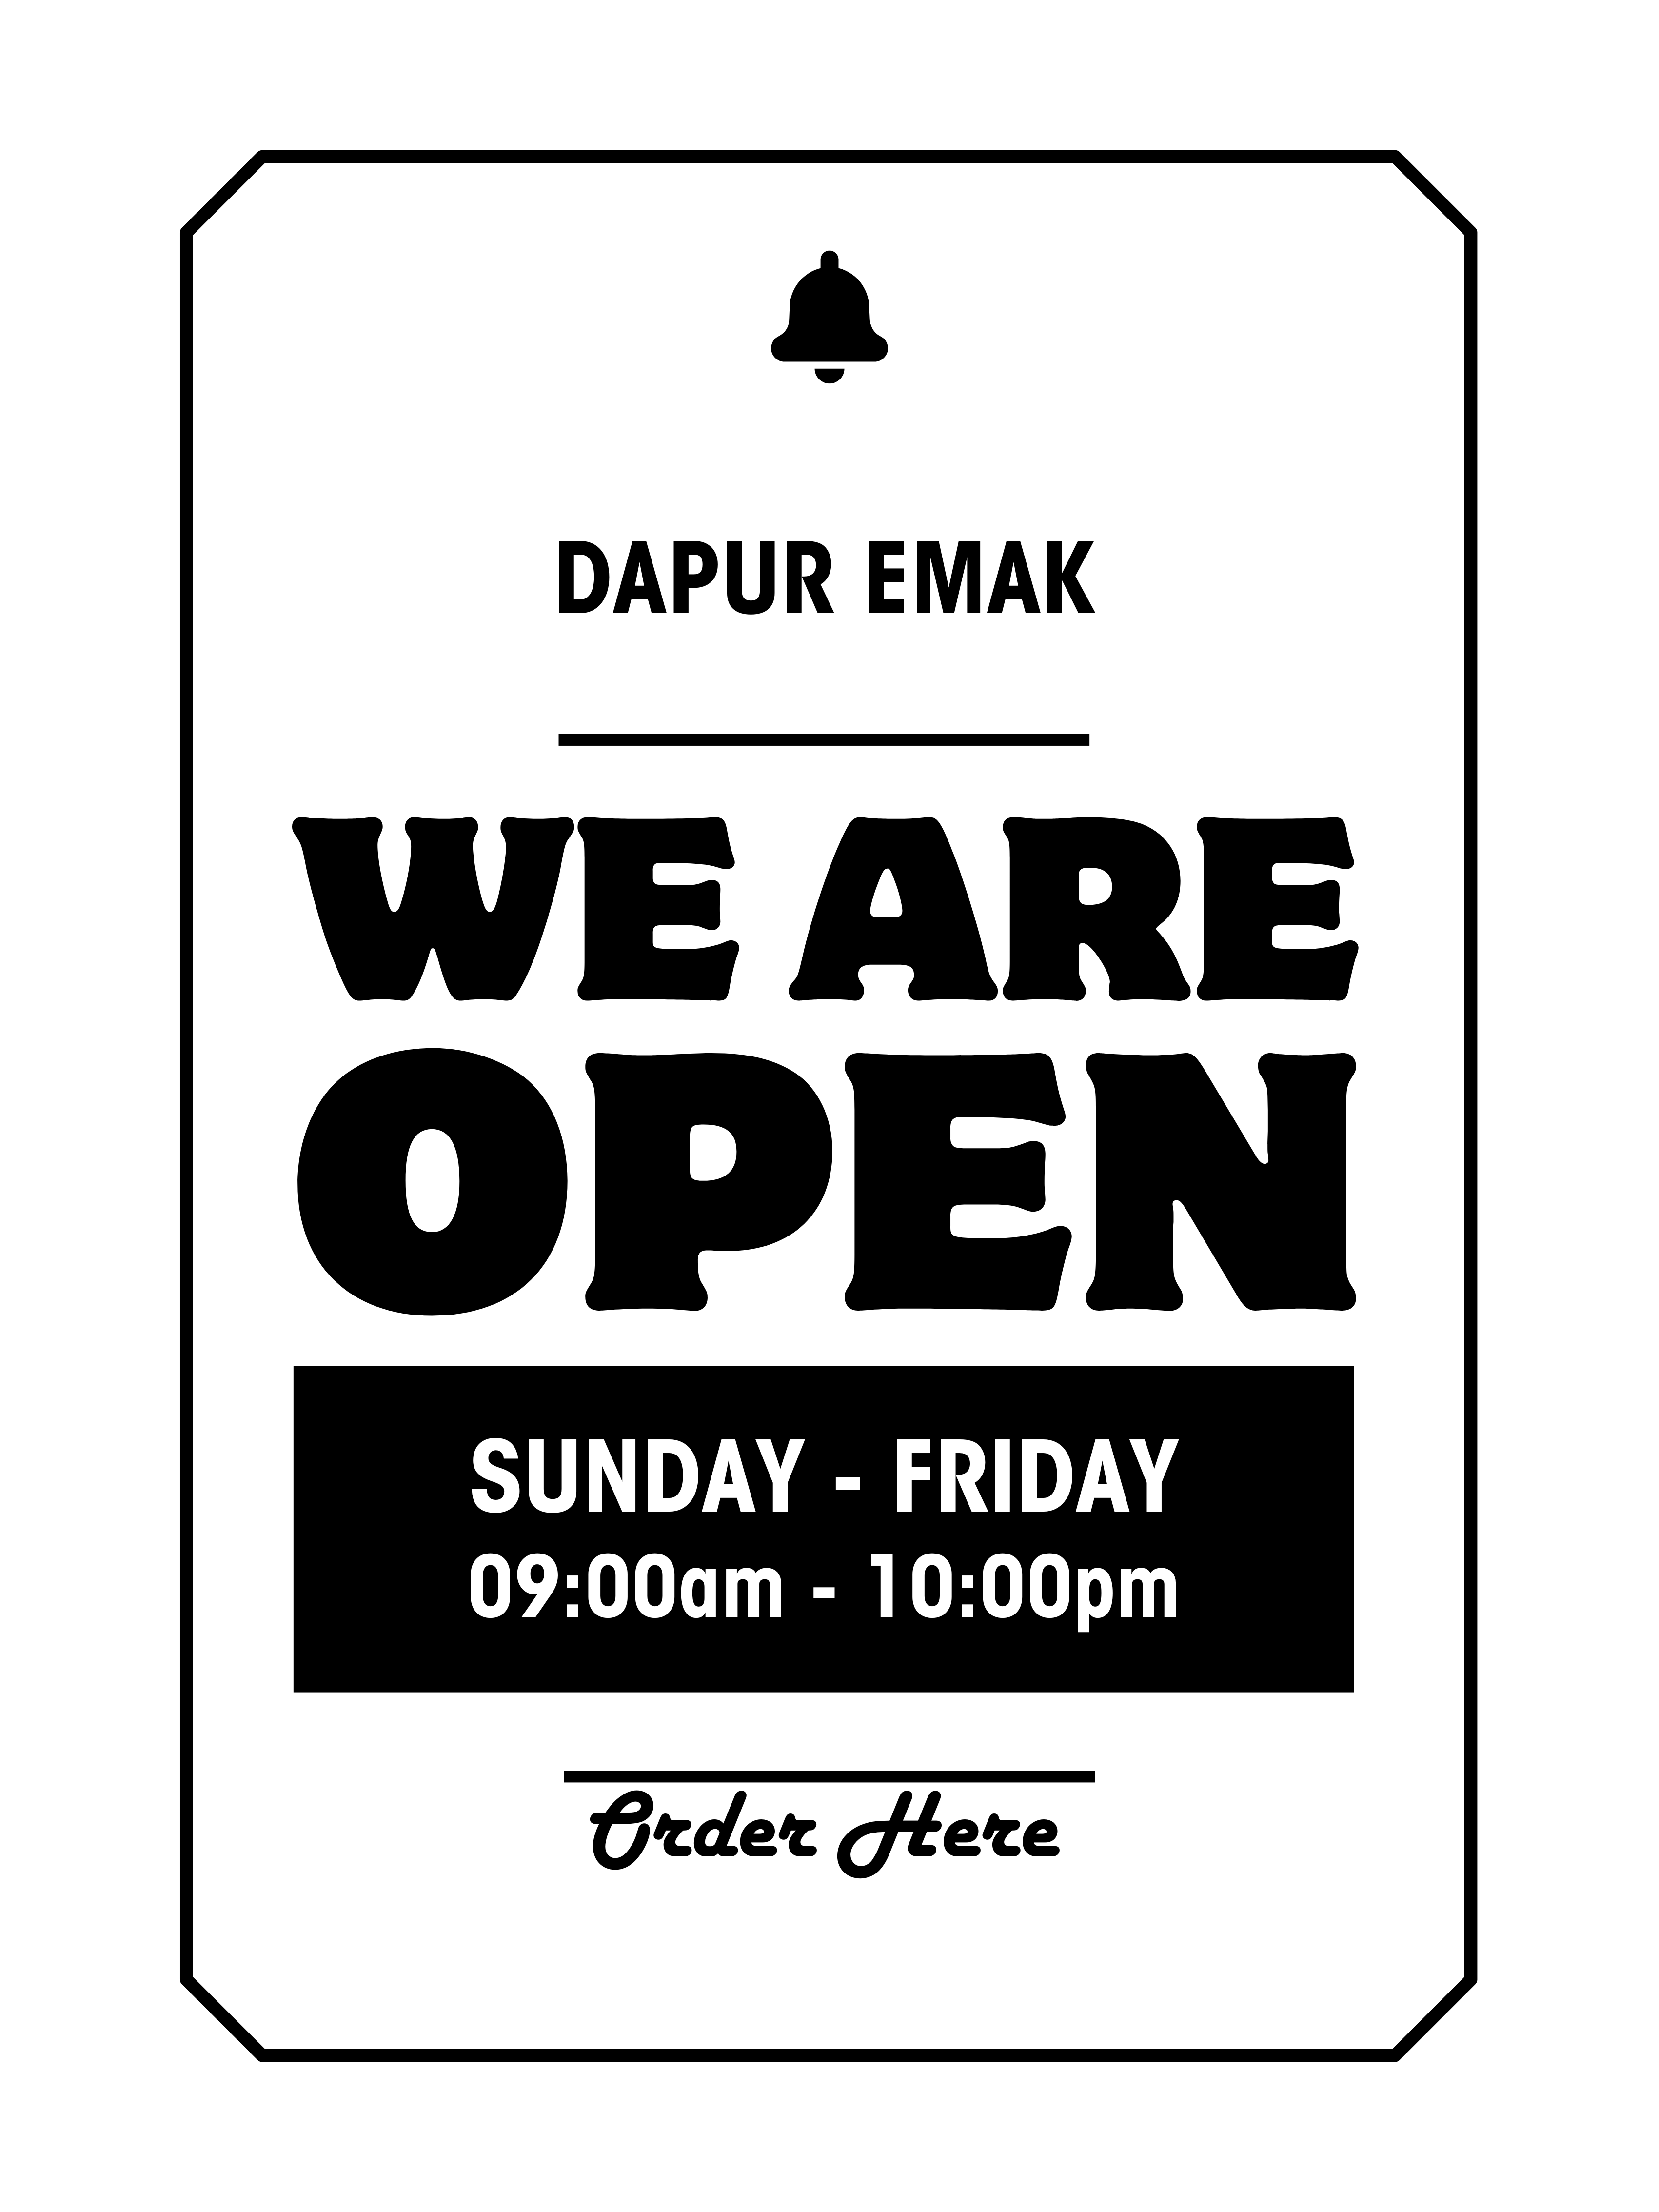 DAPUR EMAK
WE ARE
OPEN
SUNDAY - FRIDAY
09:00am - 10:00pm
Order Here